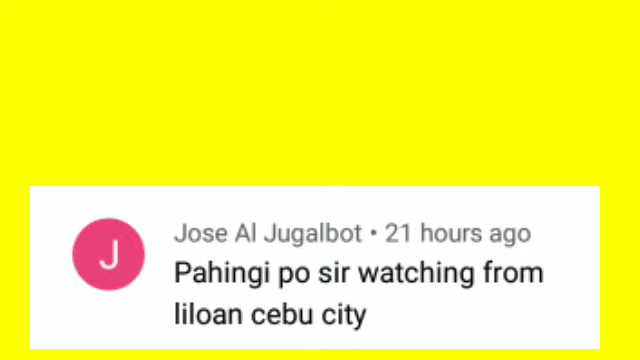 J
Jose Al Jugalbot • 21 hours ago
Pahingi po sir watching from
liloan cebu city